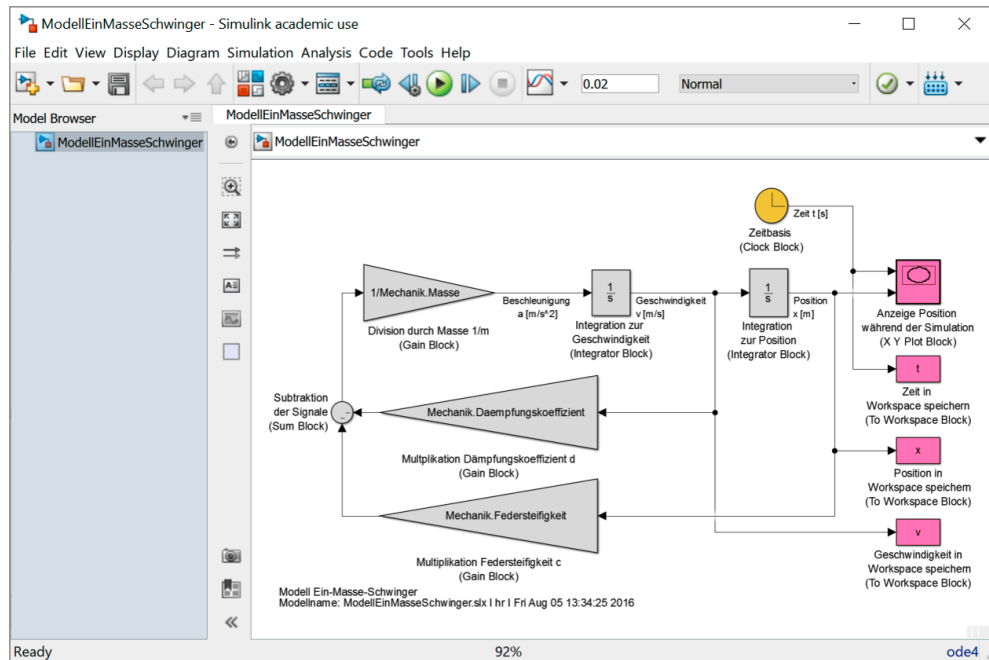 ModellEinMasseSchwinger - Simulink academic use
File Edit View Display Diagram Simulation Analysis Code Tools Help
0.02
Normal
Model Browser
ModellEinMasseSchwinger
ModellEinMasseSchwinger
ModellEinMasseSchwinger
Zeit t [s]
Zeitbasis
(Clock Block)
1/Mechanik.Masse
Beschleunigung
a [m/s^2]
1
s
Geschwindigkeit
v [m/s]
1
s
Position
x [m]
Division durch Masse 1/m
(Gain Block)
Integration zur
Geschwindigkeit
(Integrator Block)
Integration
zur Position
(Integrator Block)
Anzeige Position
während der Simulation
(X Y Plot Block)
t
Zeit in
Workspace speichern
(To Workspace Block)
Subtraktion
der Signale
(Sum Block)
Mechanik.Daempfungskoeffizient
Multplikation Dämpfungskoeffizient d
(Gain Block)
x
Position in
Workspace speichern
(To Workspace Block)
Mechanik.Federsteifigkeit
Multiplikation Federsteifigkeit c
(Gain Block)
v
Geschwindigkeit in
Workspace speichern
(To Workspace Block)
Modell Ein-Masse-Schwinger
Modellname: ModellEinMasseSchwinger.slx I hr I Fri Aug 05 13:34:25 2016
Ready
92%
ode4